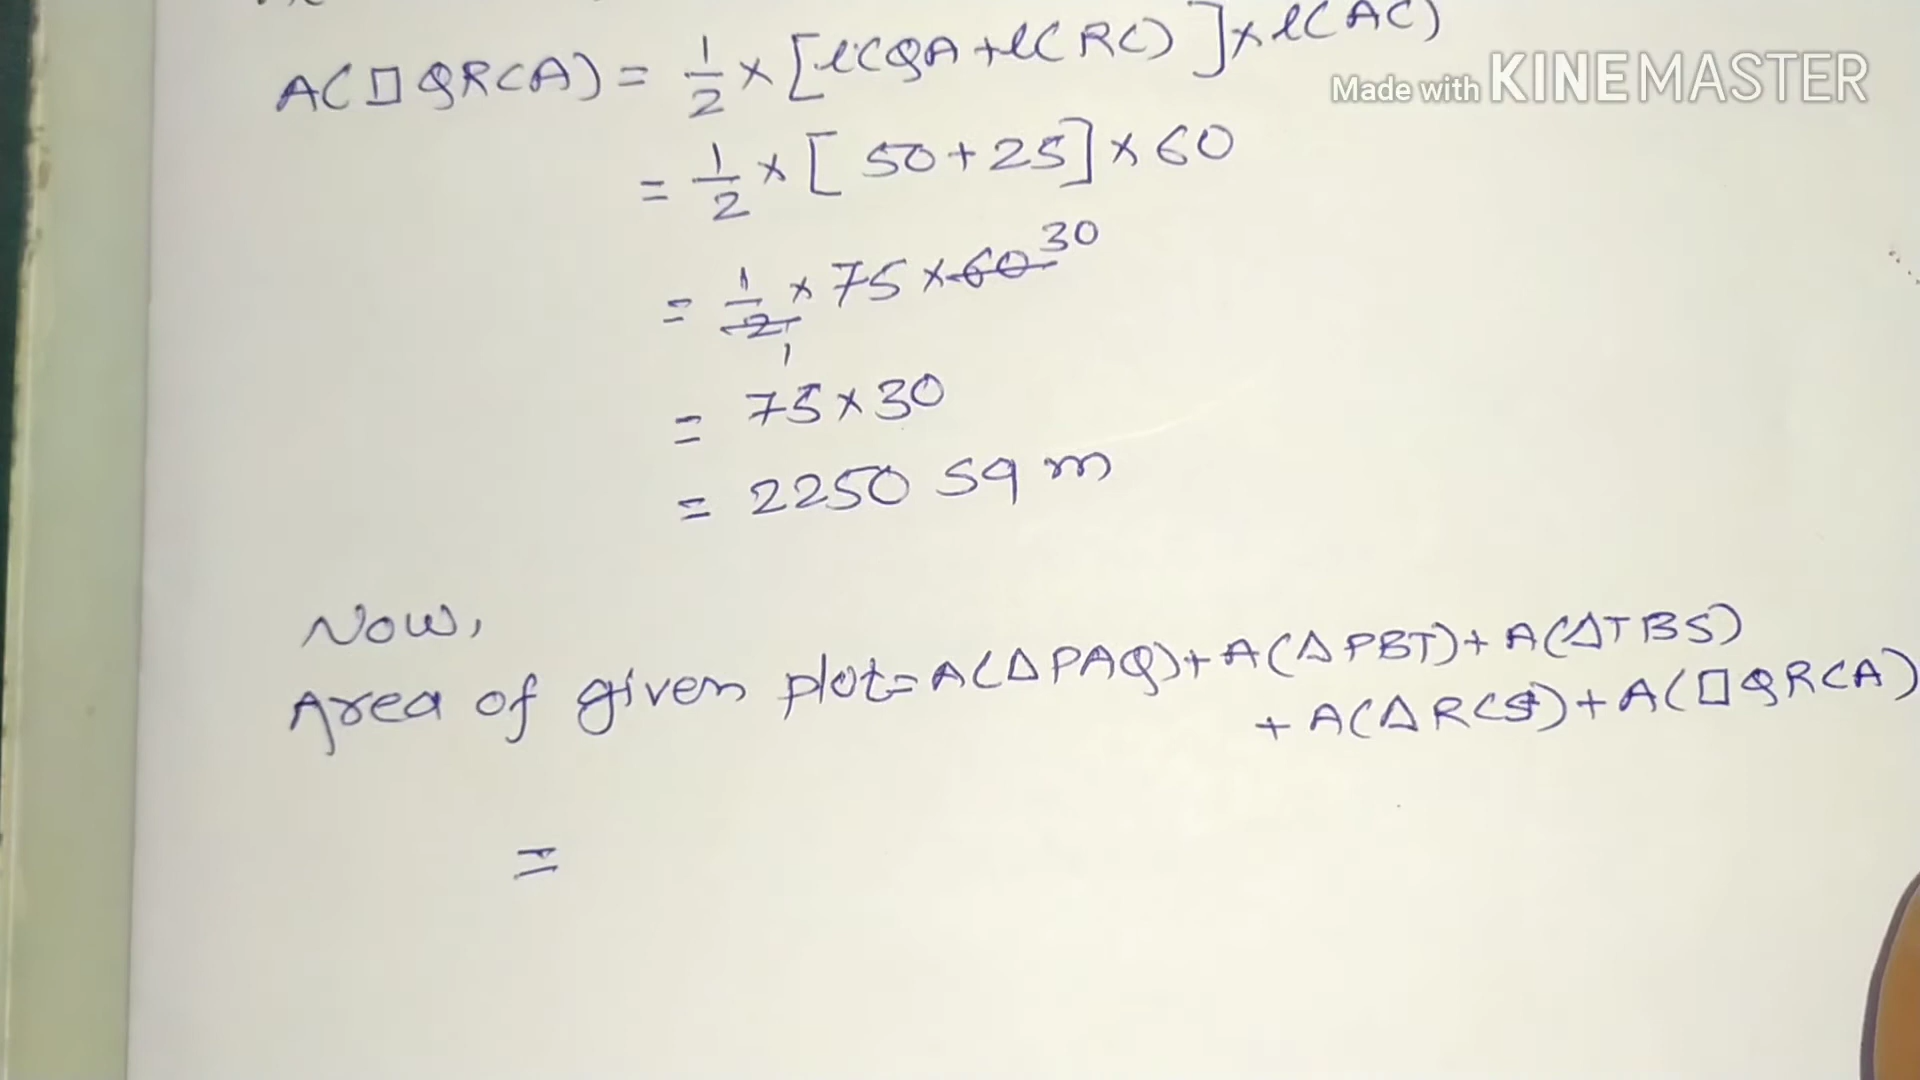 A(□QRCA) = 1/2 × [l(QA + l(RC)] × l(AC)
Made with KINEMASTER
= 1/2 × [50 + 25] × 60
= 1/2 1 × 75 × 60 30
= 75 × 30
= 2250 sq m
Now,
Area of given plot = A(△PAQ) + A(△PBT) + A(△TBS)
+ A(△RCS) + A(□QRCA)
=